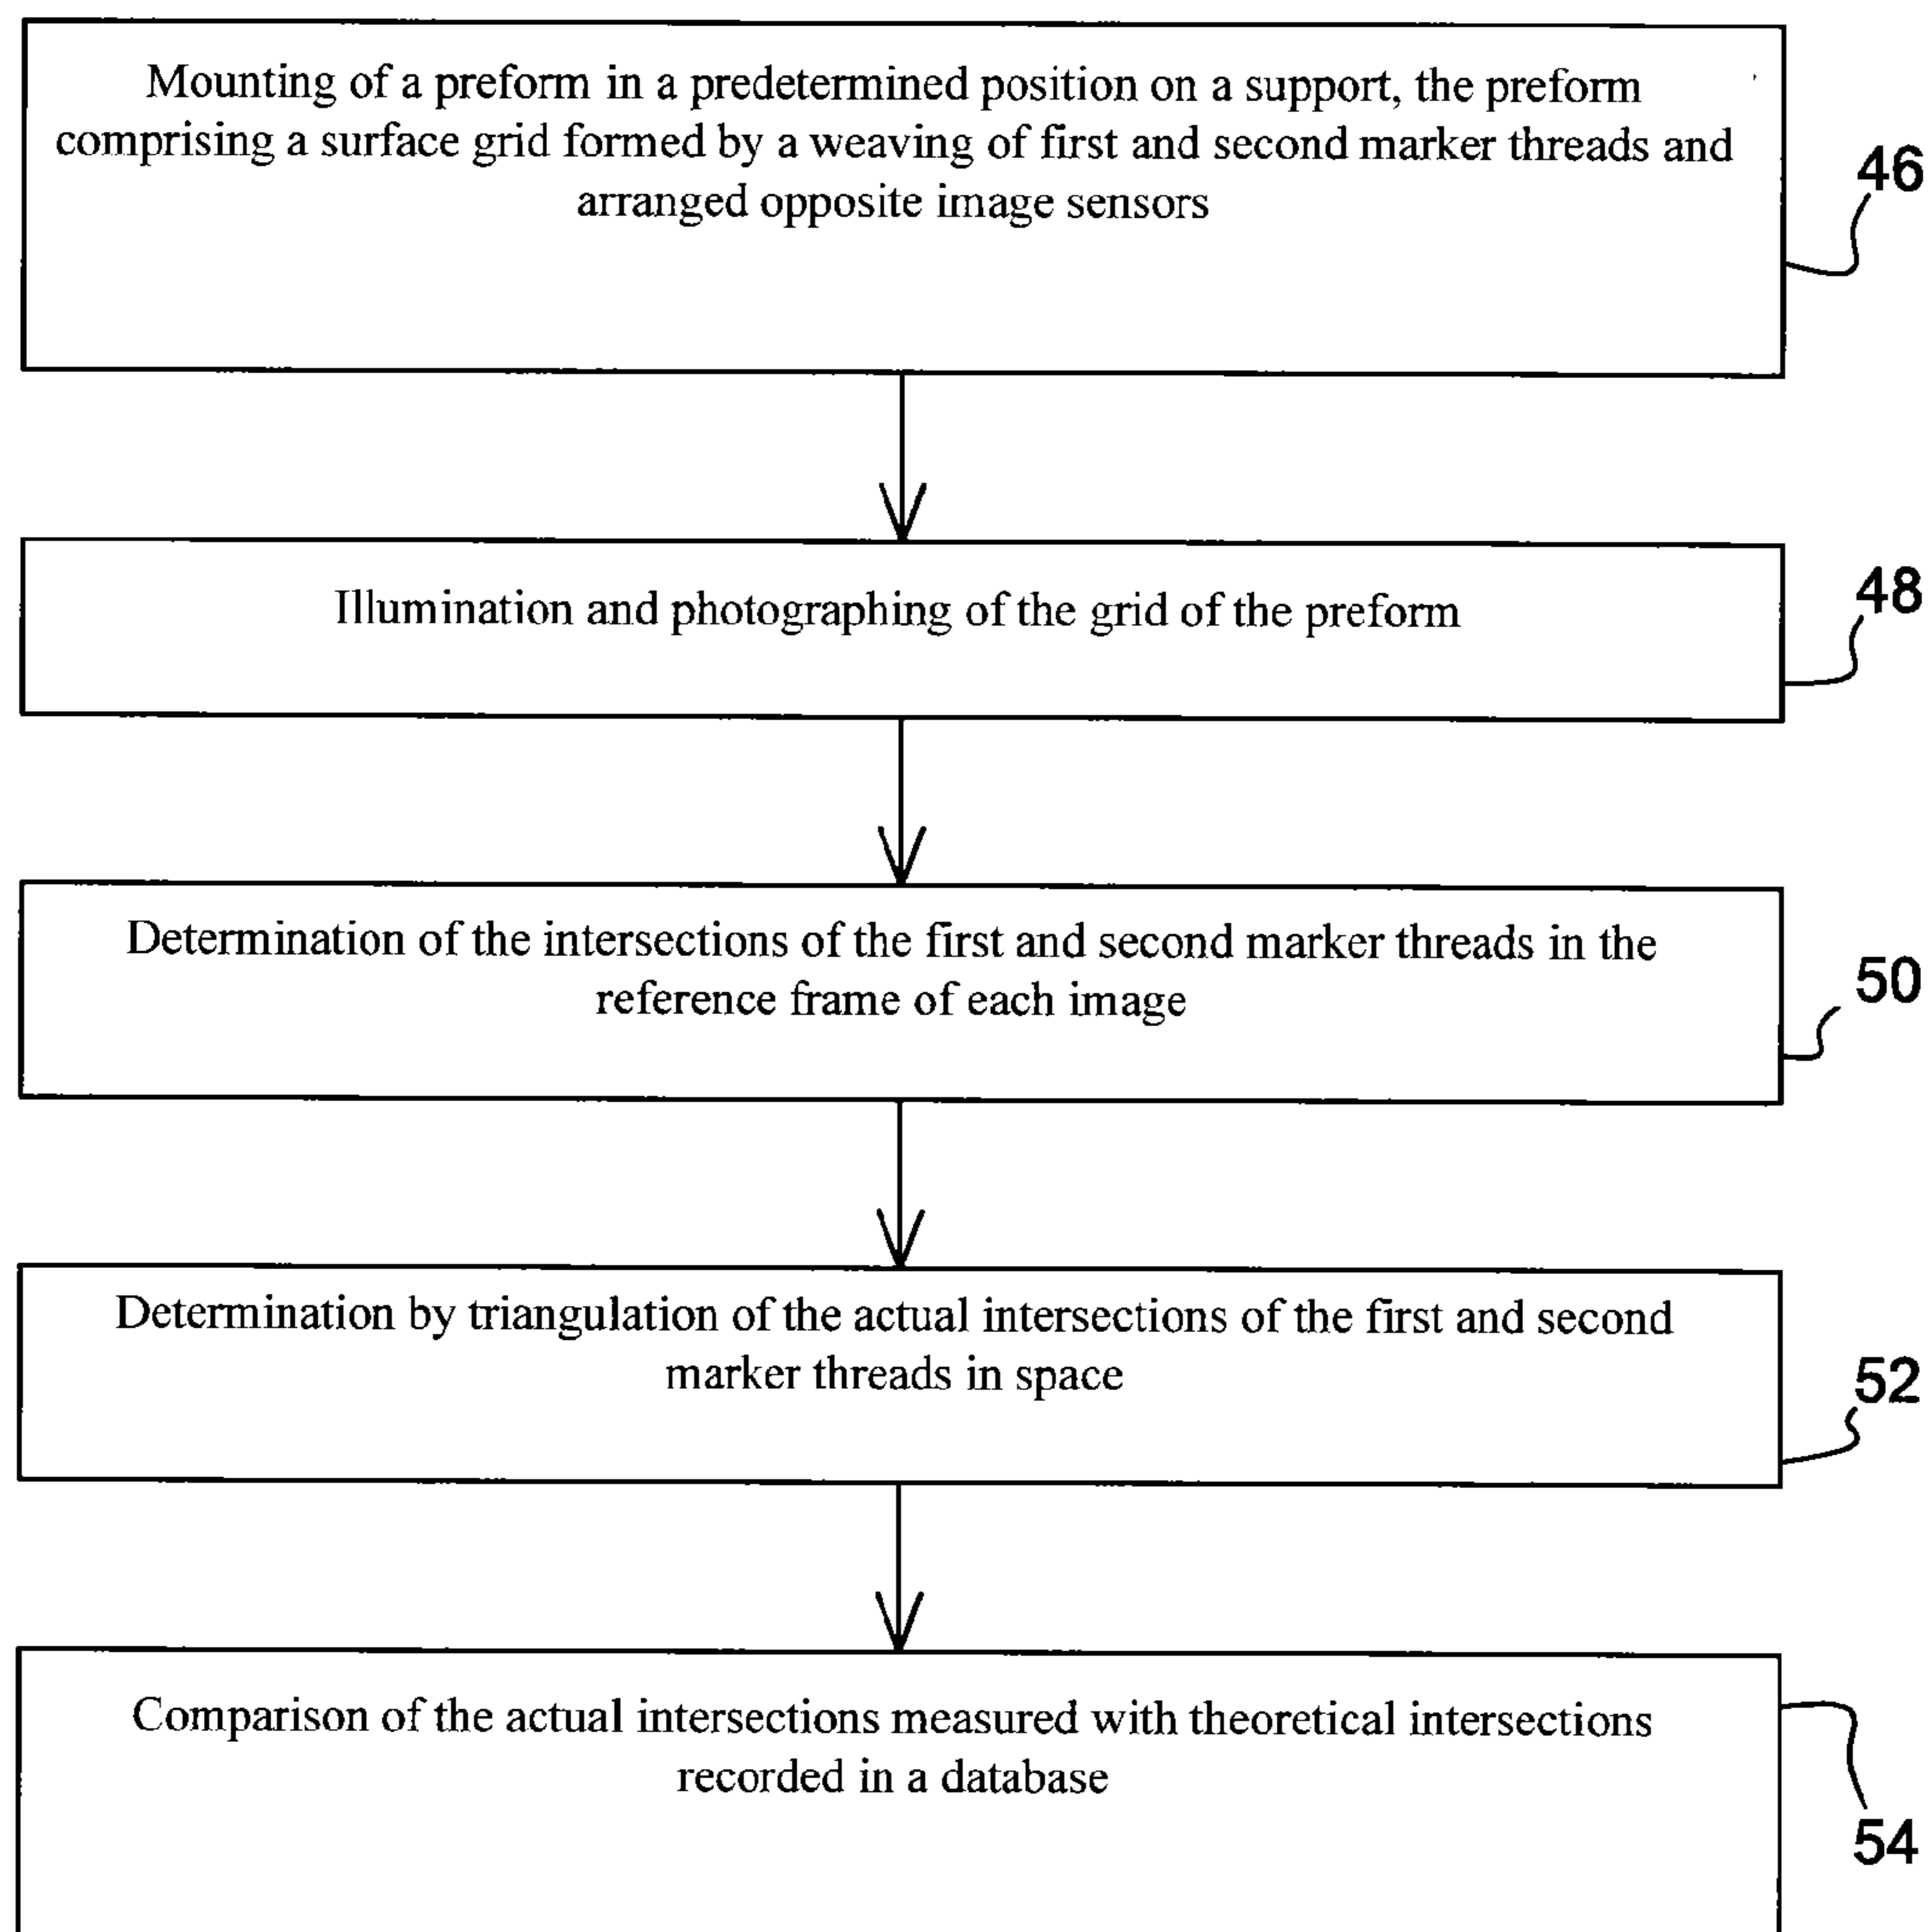 Mounting of a preform in a predetermined position on a support, the preform
comprising a surface grid formed by a weaving of first and second marker threads and
arranged opposite image sensors
46
Illumination and photographing of the grid of the preform
48
Determination of the intersections of the first and second marker threads in the
reference frame of each image
50
Determination by triangulation of the actual intersections of the first and second
marker threads in space
52
Comparison of the actual intersections measured with theoretical intersections
recorded in a database
54